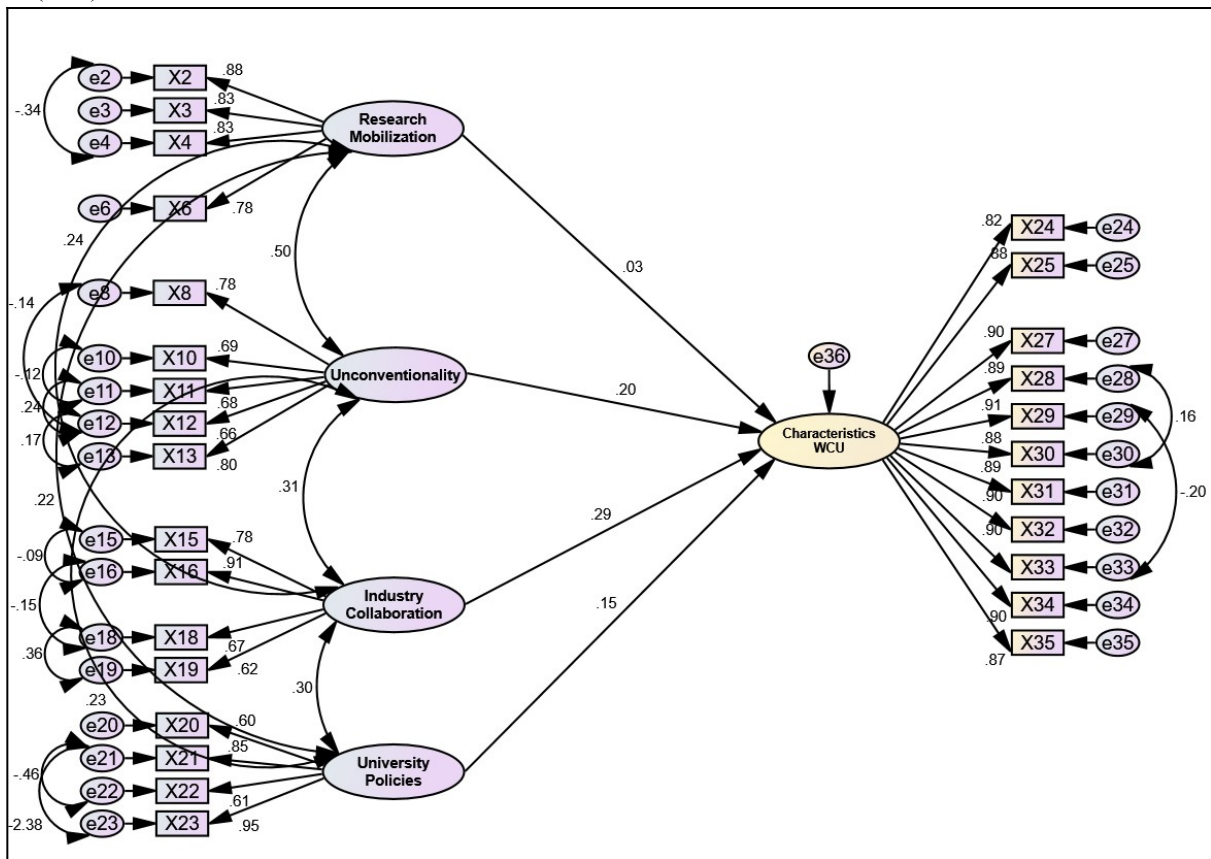 e2
X2
.88
-.34
e3
X3
.83
e4
X4
.83
Research
Mobilization
e6
X6
.78
.24
.50
.03
.82
X24
e24
.88
X25
e25
e8
X8
.78
-.14
e10
X10
.69
-.12
e11
X11
.24
e12
X12
.68
.17
e13
X13
.66
.80
Unconventionality
.20
e36
Characteristics
WCU
.90
X27
e27
.89
X28
e28
.91
X29
e29
.16
.88
X30
e30
.89
X31
e31
-.20
.90
X32
e32
.90
X33
e33
X34
e34
.90
X35
e35
.87
.22
.31
.29
e15
X15
.78
-.09
e16
X16
.91
-.15
Industry
Collaboration
e18
X18
.67
.36
e19
X19
.62
.23
.30
.15
e20
X20
.60
e21
X21
.85
-.46
e22
X22
.61
-2.38
e23
X23
.95
University
Policies